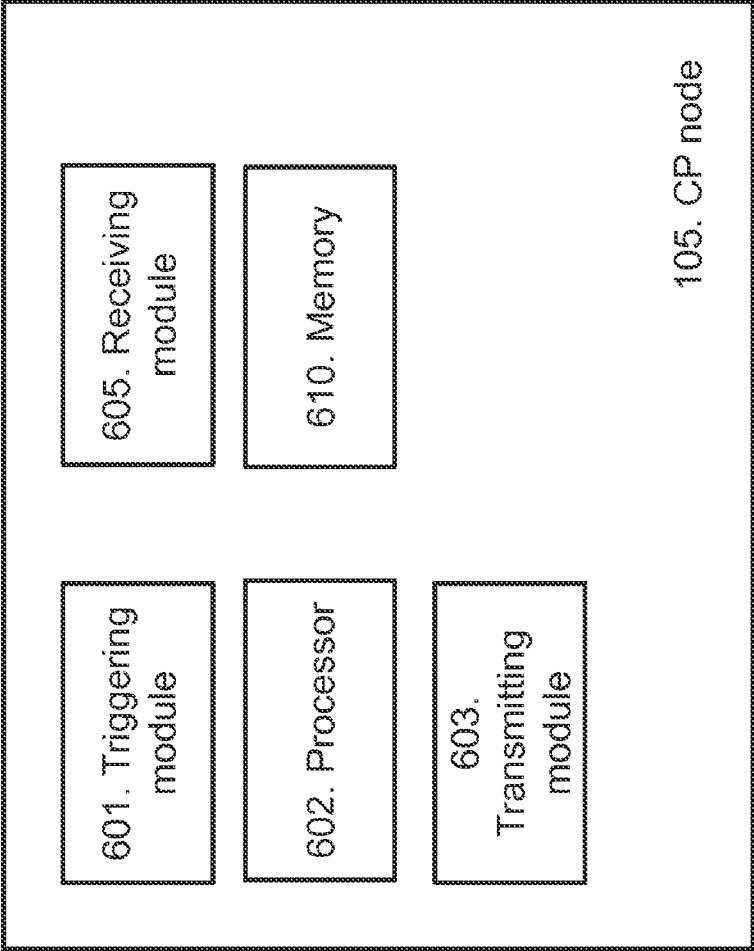 601. Triggering
module
605. Receiving
module
602. Processor
610. Memory
603.
Transmitting
module
105. CP node